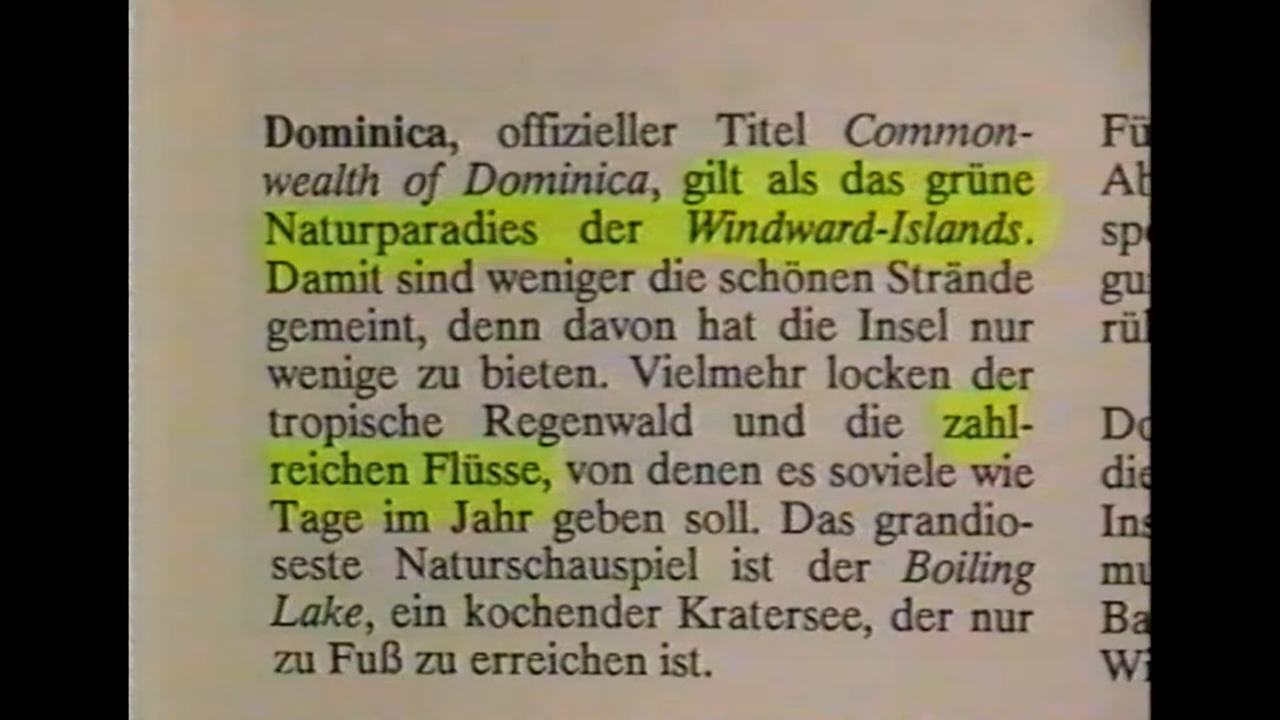 Dominica, offizieller Titel Common-
wealth of Dominica, gilt als das grüne
Naturparadies der Windward-Islands.
Damit sind weniger die schönen Strände
gemeint, denn davon hat die Insel nur
wenige zu bieten. Vielmehr locken der
tropische Regenwald und die zahl-
reichen Flüsse, von denen es soviele wie
Tage im Jahr geben soll. Das grandio-
seste Naturschauspiel ist der Boiling
Lake, ein kochender Kratersee, der nur
zu Fuß zu erreichen ist.